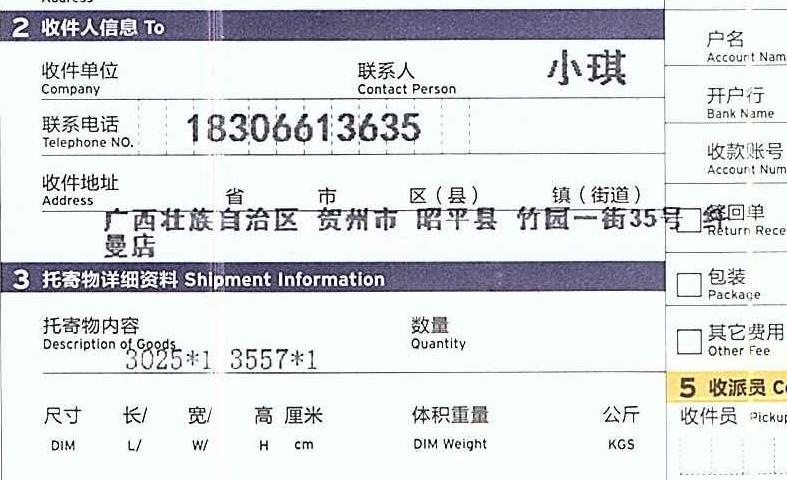 2 收件人信息 To
收件单位 联系人 小琪
Company Contact Person
联系电话 18306613635
Telephone NO.
收件地址 省 市 区（县） 镇（街道）
Address
广西壮族自治区 贺州市 昭平县 竹园一街35号
曼店
3 托寄物详细资料 Shipment Information
托寄物内容 数量
Description of Goods Quantity
3025*1 3557*1
尺寸 长/ 宽/ 高 厘米 体积重量 公斤
DIM L/ W/ H cm DIM Weight KGS
户名
Account Nam
开户行
Bank Name
收款账号
Account Num
回单
Return Rece
包装
Package
其它费用
Other Fee
5 收派员 Co
收件员 Pickup